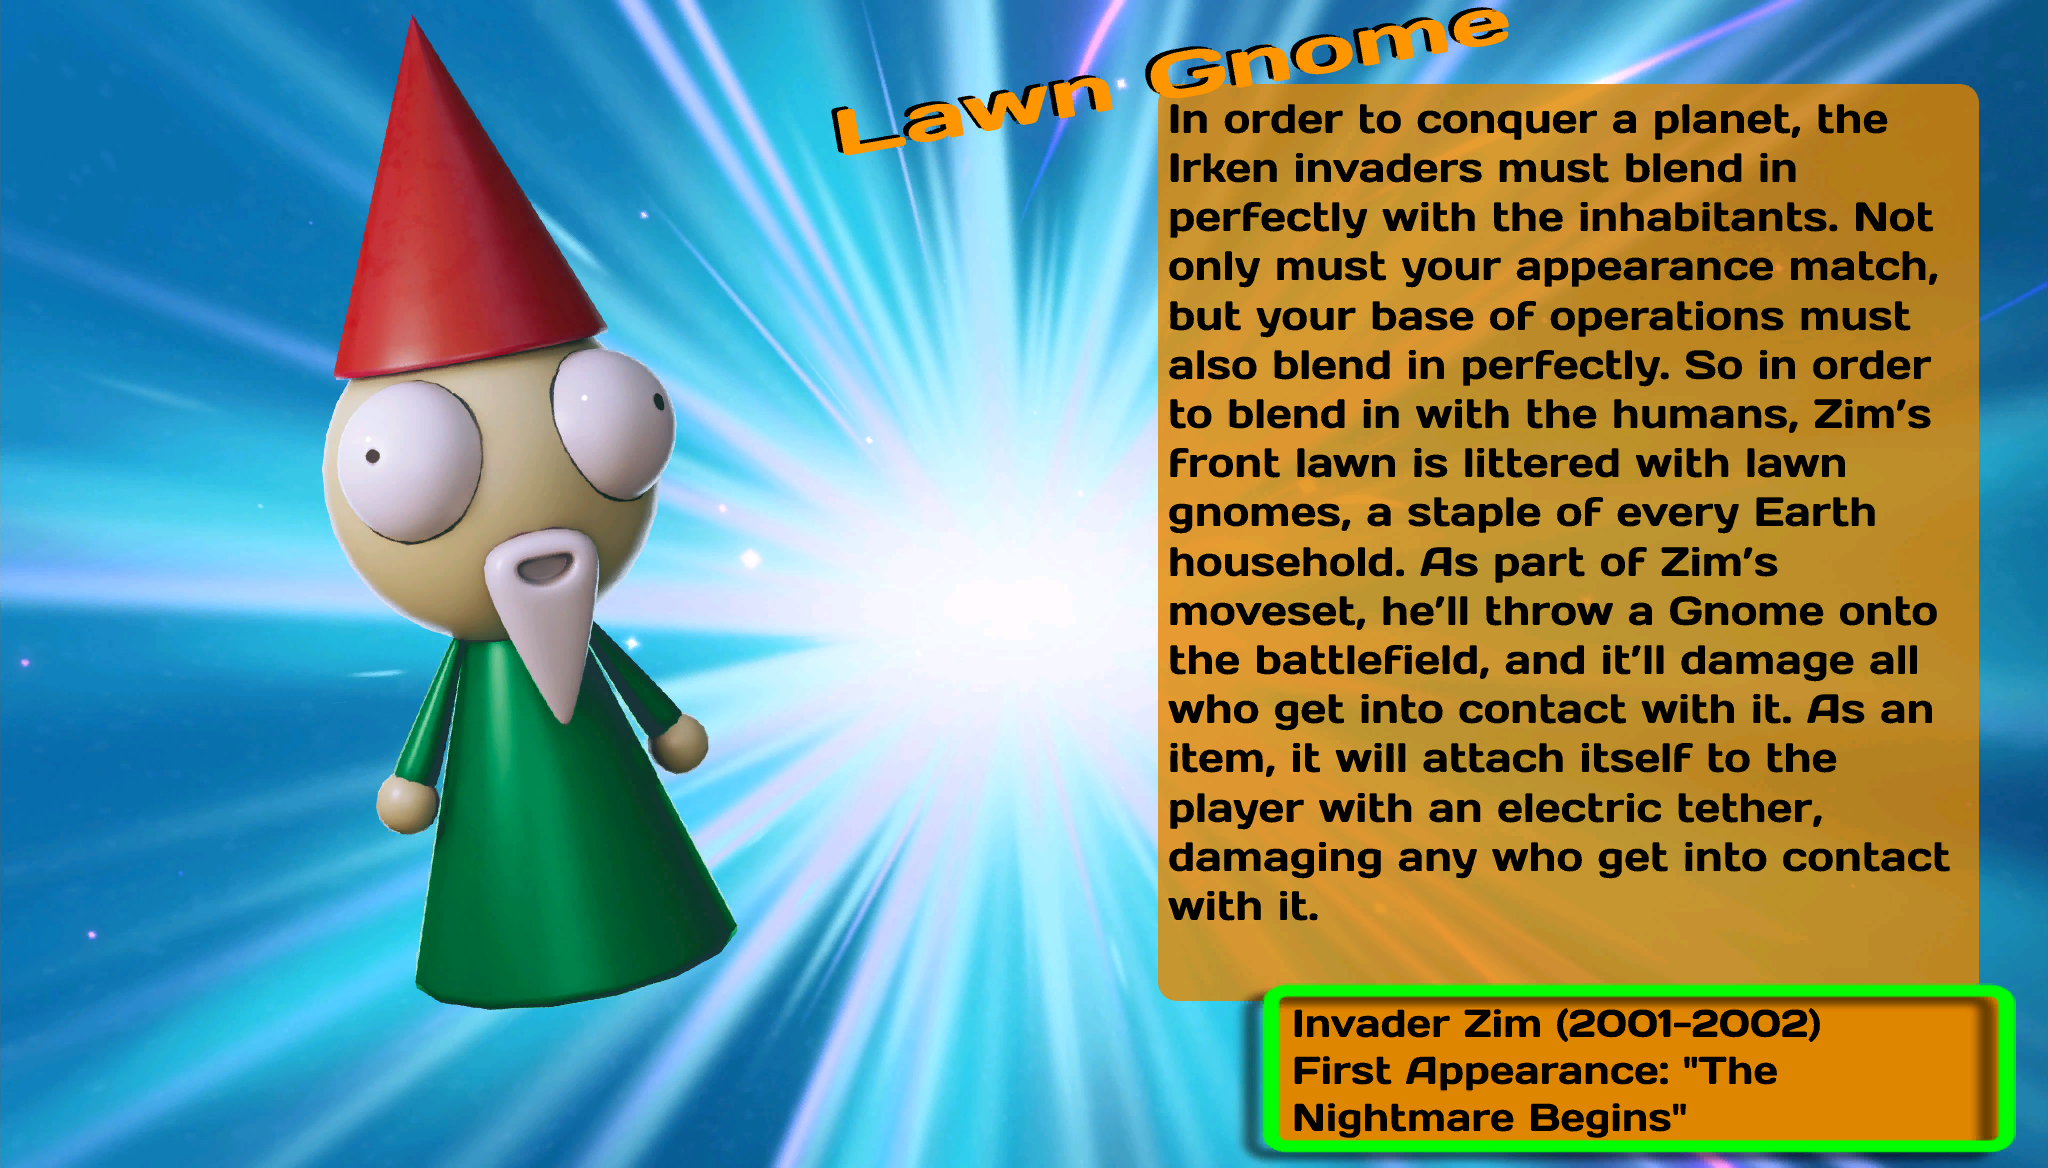 Lawn Gnome
In order to conquer a planet, the
Irken invaders must blend in
perfectly with the inhabitants. Not
only must your appearance match,
but your base of operations must
also blend in perfectly. So in order
to blend in with the humans, Zim's
front lawn is littered with lawn
gnomes, a staple of every Earth
household. As part of Zim's
moveset, he'll throw a Gnome onto
the battlefield, and it'll damage all
who get into contact with it. As an
item, it will attach itself to the
player with an electric tether,
damaging any who get into contact
with it.
Invader Zim (2001-2002)
First Appearance: "The
Nightmare Begins"